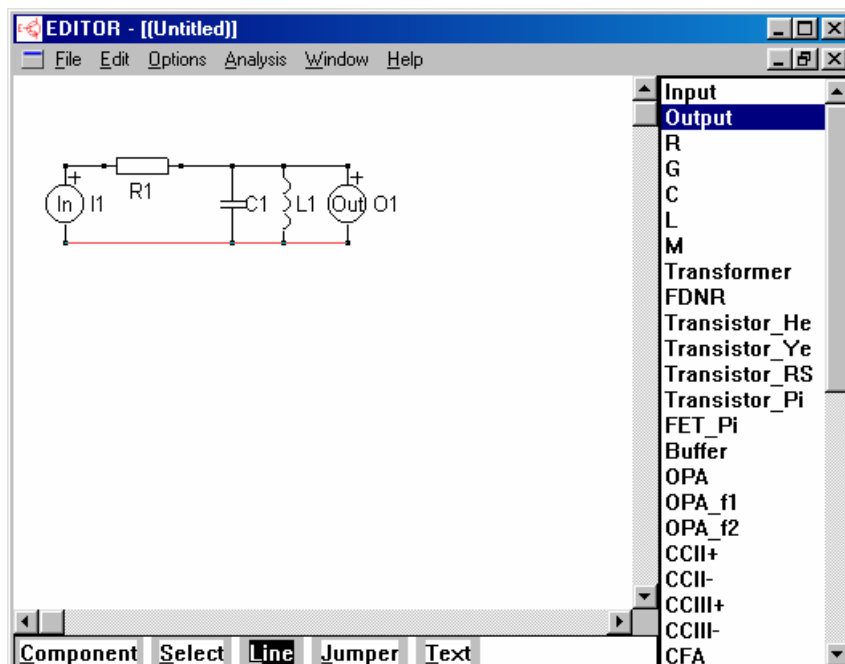 EDITOR - [(Untitled)]
File Edit Options Analysis Window Help
Input
Output
R
G
C
L
M
Transformer
FDNR
Transistor_He
Transistor_Ye
Transistor_RS
Transistor_Pi
FET_Pi
Buffer
OPA
OPA_f1
OPA_f2
CCII+
CCII-
CCIII+
CCIII-
CFA
+ +
R1
In I1 C1 L1 Out O1
Component Select Line Jumper Text